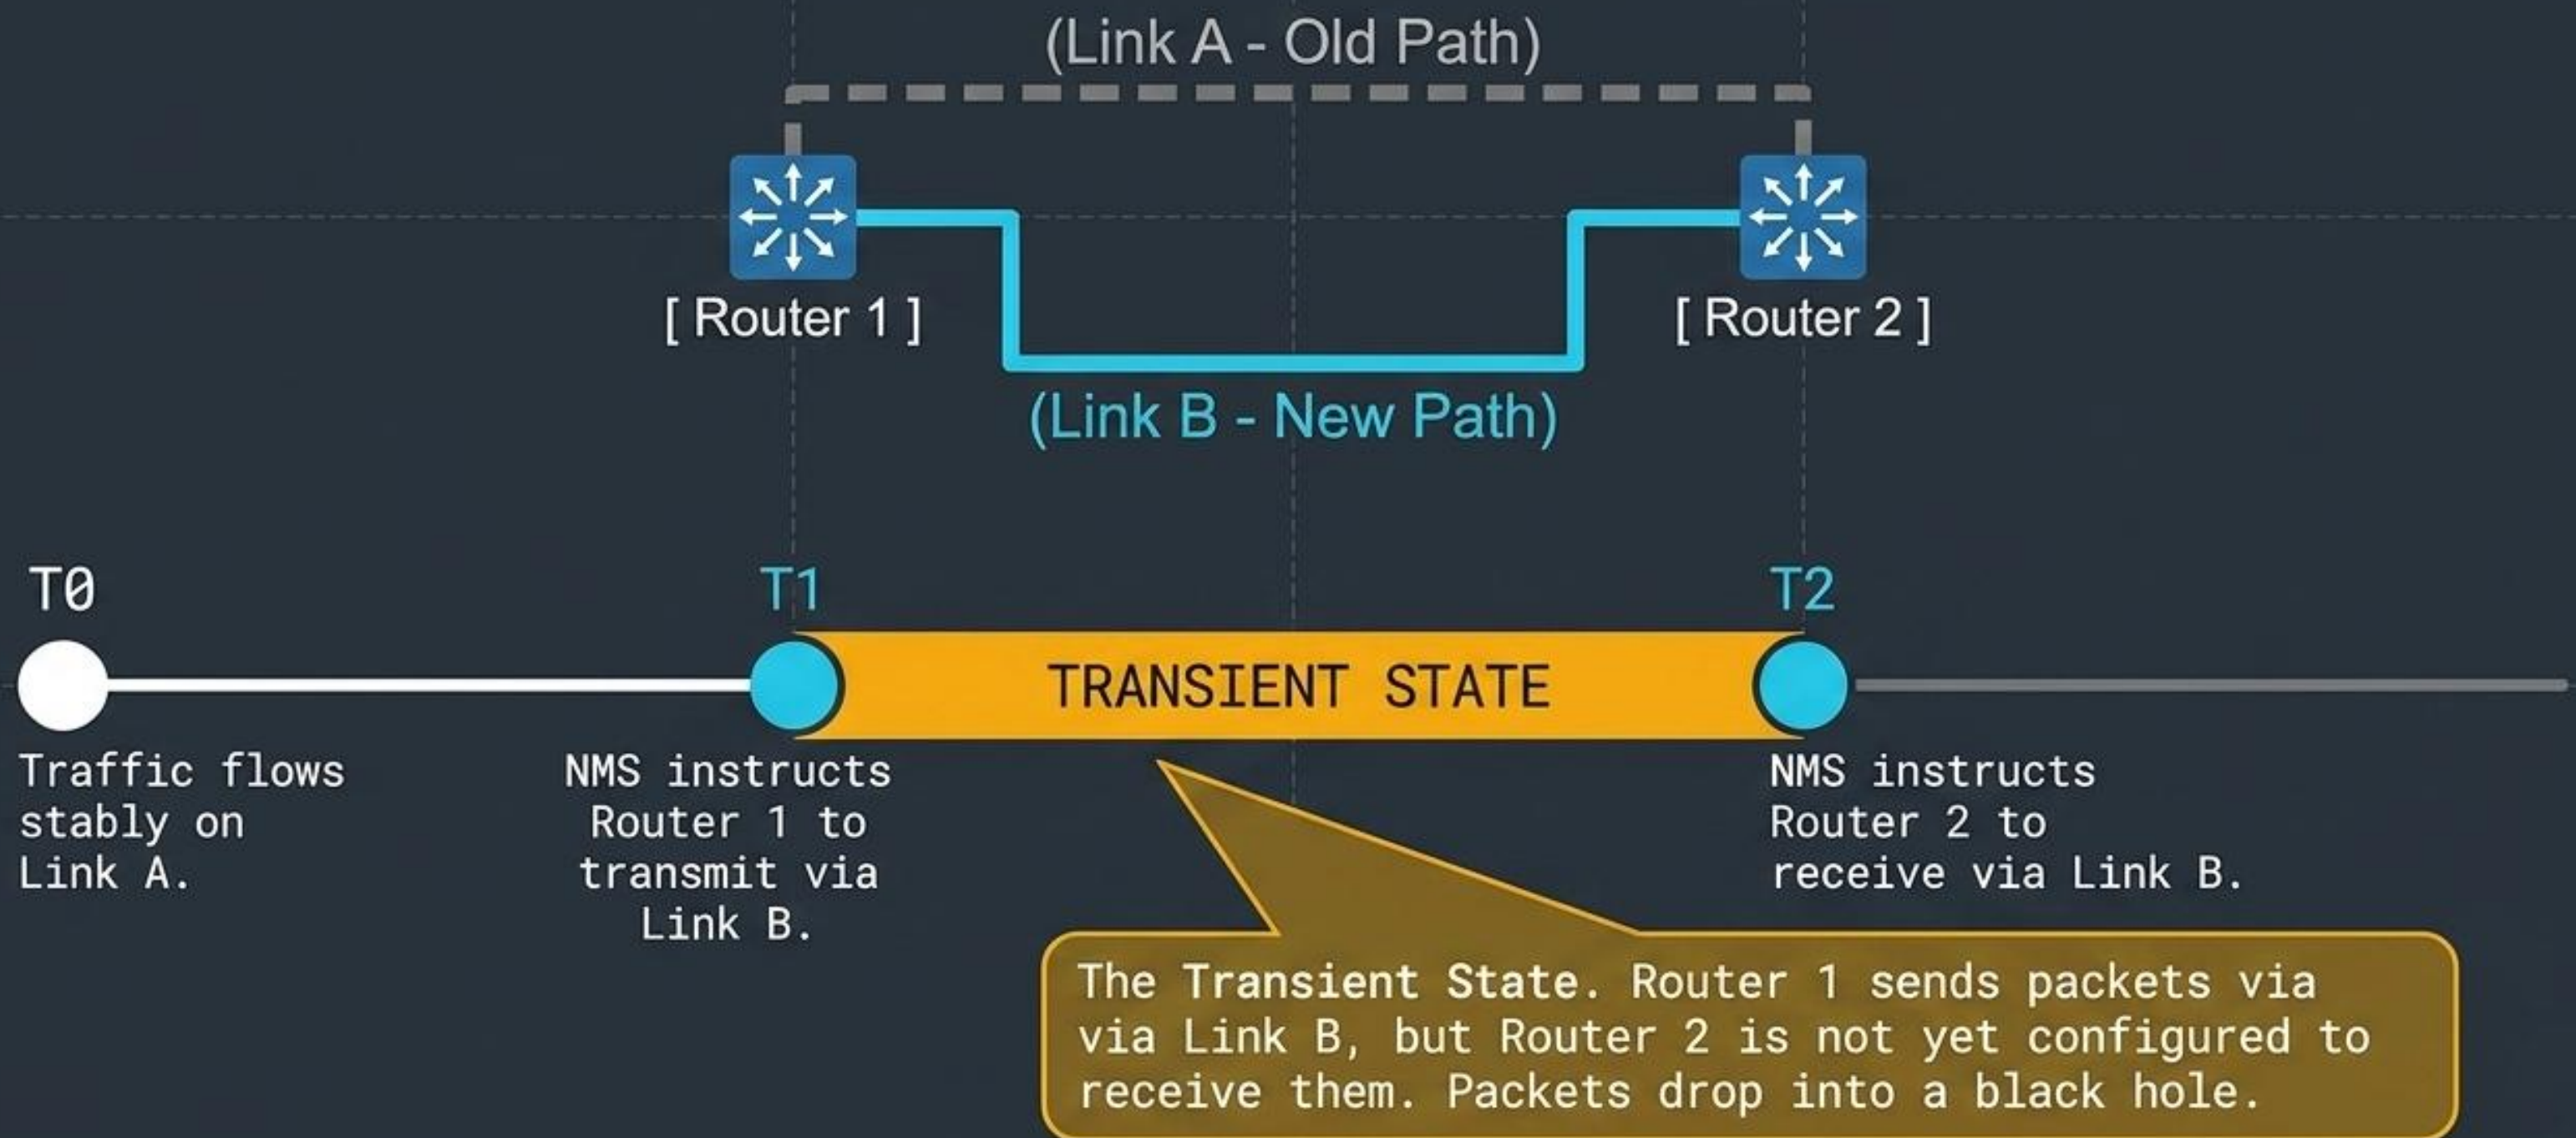 (Link A - Old Path)
[ Router 1 ]
[ Router 2 ]
(Link B - New Path)
T0
T1
T2
TRANSIENT STATE
Traffic flows
stably on
Link A.
NMS instructs
Router 1 to
transmit via
Link B.
NMS instructs
Router 2 to
receive via Link B.
The Transient State. Router 1 sends packets via
via Link B, but Router 2 is not yet configured to
receive them. Packets drop into a black hole.